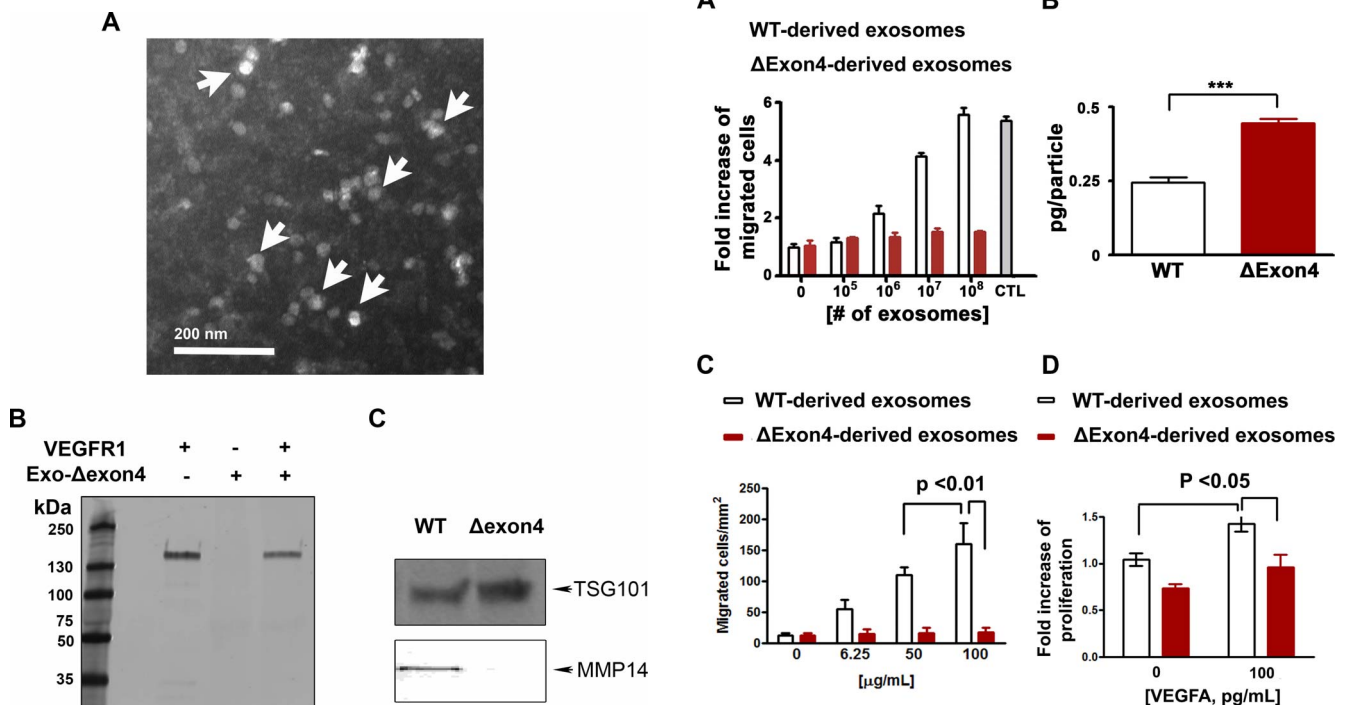 A
200 nm
B
VEGFR1 + - +
Exo-Δexon4 - + +
kDa
250
130
100
75
50
35
C
WT Δexon4
TSG101
MMP14
A
WT-derived exosomes
ΔExon4-derived exosomes
Fold increase of
migrated cells
6
4
2
0
0 10⁵ 10⁶ 10⁷ 10⁸ CTL
[# of exosomes]
B
***
pg/particle
0.5
0.25
0
WT ΔExon4
C
WT-derived exosomes
ΔExon4-derived exosomes
p <0.01
Migrated cells/mm²
250
200
150
100
50
0
0 6.25 50 100
[μg/mL]
D
WT-derived exosomes
ΔExon4-derived exosomes
P <0.05
Fold increase of
proliferation
1.5
1.0
0.5
0.0
0 100
[VEGFA, pg/mL]